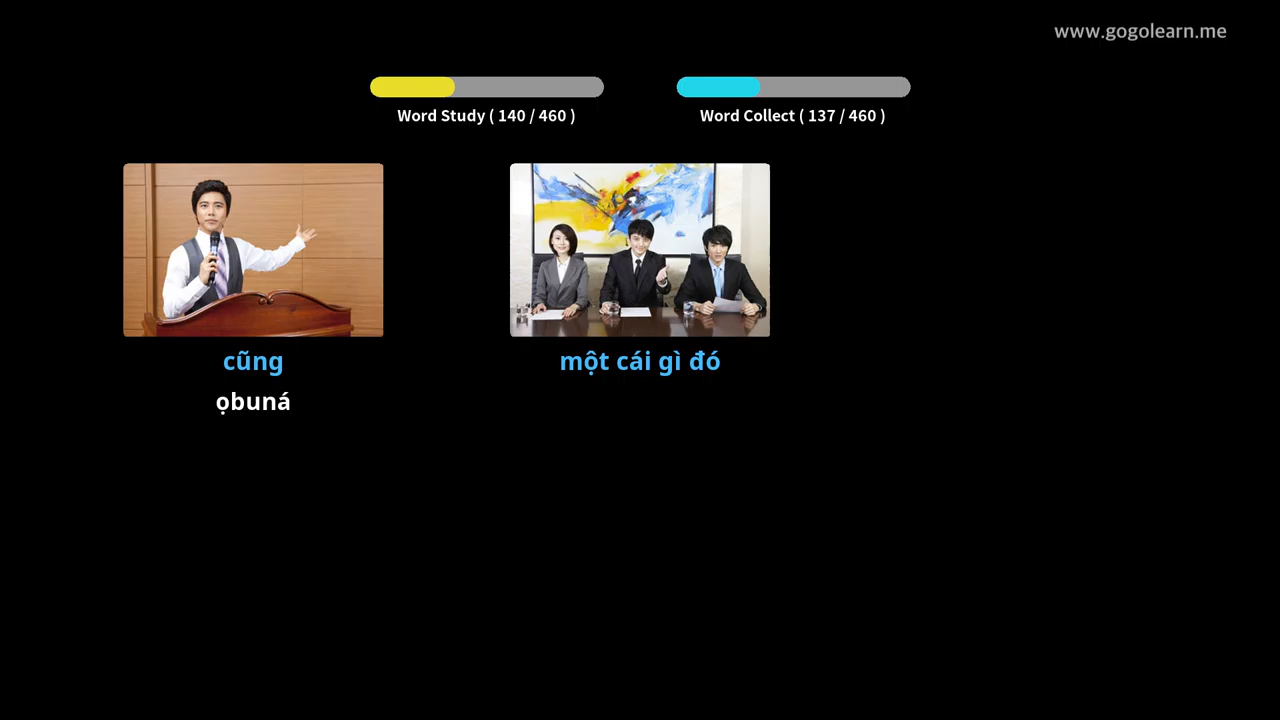 www.gogolearn.me
Word Study ( 140 / 460 )
Word Collect ( 137 / 460 )
cũng
một cái gì đó
ọbuná